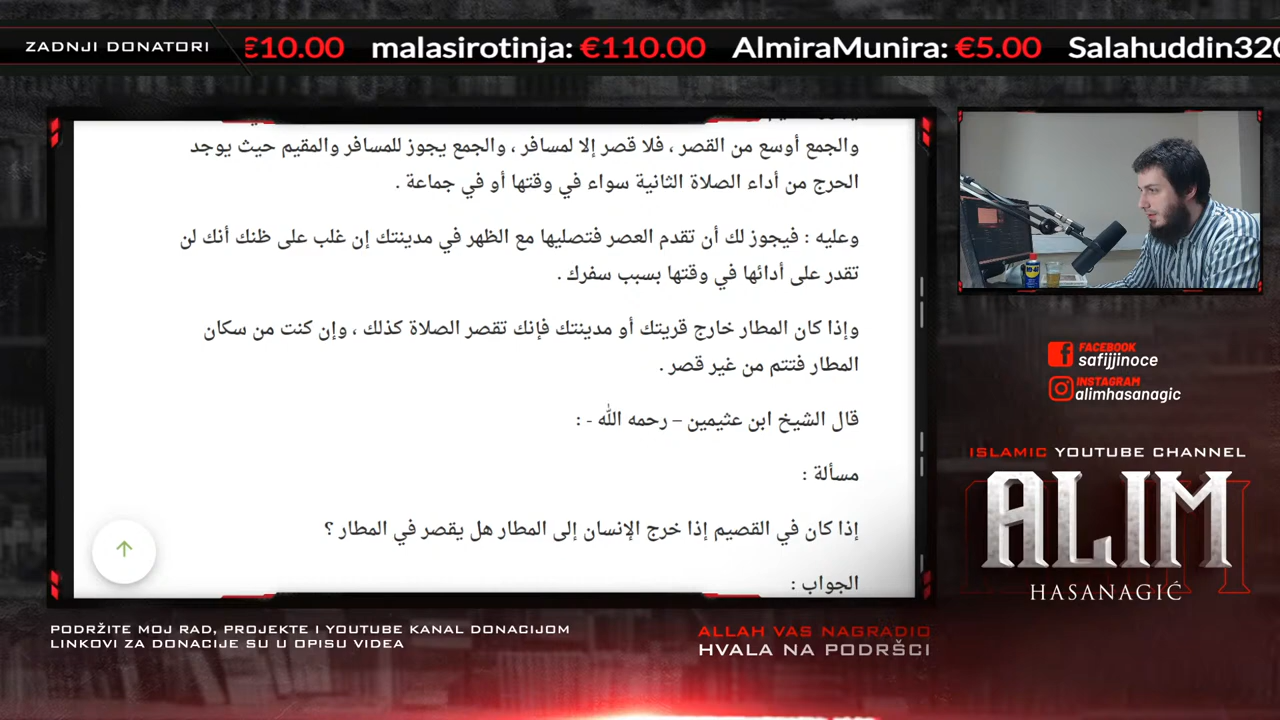 ZADNJI DONATORI
€10.00 malasirotinja: €110.00 AlmiraMunira: €5.00 Salahuddin320
والجمع أوسع من القصر ، فلا قصر إلا لمسافر ، والجمع يجوز للمسافر والمقيم حيث يوجد
الحرج من أداء الصلاة الثانية سواء في وقتها أو في جماعة .
وعليه : فيجوز لك أن تقدم العصر فتصليها مع الظهر في مدينتك إن غلب على ظنك أنك لن
تقدر على أدائها في وقتها بسبب سفرك .
وإذا كان المطار خارج قريتك أو مدينتك فإنك تقصر الصلاة كذلك ، وإن كنت من سكان
المطار فتتم من غير قصر .
قال الشيخ ابن عثيمين – رحمه الله - :
مسألة :
إذا كان في القصيم إذا خرج الإنسان إلى المطار هل يقصر في المطار ؟
الجواب :
FACEBOOK
safijjinoce
INSTAGRAM
alimhasanagic
ISLAMIC YOUTUBE CHANNEL
ALIM
HASANAGIĆ
PODRŽITE MOJ RAD, PROJEKTE I YOUTUBE KANAL DONACIJOM
LINKOVI ZA DONACIJE SU U OPISU VIDEA
ALLAH VAS NAGRADIO
HVALA NA PODRŠCI